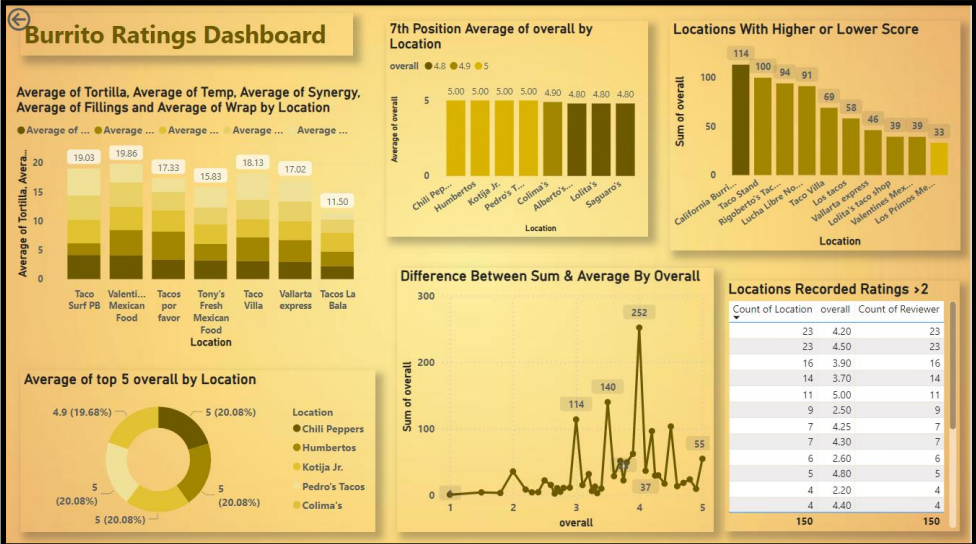 Burrito Ratings Dashboard
Average of Tortilla, Average of Temp, Average of Synergy,
Average of Fillings and Average of Wrap by Location
Average of ... Average ... Average ... Average ... Average ...
Average of Tortilla, Avera...
20
15
10
5
0
19.03
19.86
17.33
15.83
18.13
17.02
11.50
Taco
Surf PB
Valenti...
Mexican
Food
Tacos
por
favor
Tony's
Fresh
Mexican
Food
Taco
Villa
Vallarta
express
Tacos La
Bala
Location
7th Position Average of overall by
Location
overall 4.8 4.9 5
Average of overall
5
0
5.00 5.00 5.00 5.00 4.90 4.80 4.80 4.80
Chili Pep...
Humbertos
Kotija Jr.
Pedro's T...
Colima's
Alberto's...
Lolita's
Saguaro's
Location
Locations With Higher or Lower Score
Sum of overall
100
50
0
114
100
94
91
69
58
46
39
39
33
California Burri...
Taco Stand
Rigoberto's Tac...
Lucha Libre No...
Taco Villa
Los tacos
Vallarta express
Lolita's taco shop
Valentines Mex...
Los Primos Me...
Location
Average of top 5 overall by Location
4.9 (19.68%)
5 (20.08%)
5
(20.08%)
5
(20.08%)
5 (20.08%)
Location
Chili Peppers
Humbertos
Kotija Jr.
Pedro's Tacos
Colima's
Difference Between Sum & Average By Overall
Sum of overall
300
200
100
0
114
140
252
37
55
1
2
3
4
5
overall
Locations Recorded Ratings >2
Count of Location overall Count of Reviewer
23 4.20 23
23 4.50 23
16 3.90 16
14 3.70 14
11 5.00 11
9 2.50 9
7 4.25 7
7 4.30 7
6 2.60 6
5 4.80 5
4 2.20 4
4 4.40 4
150 150